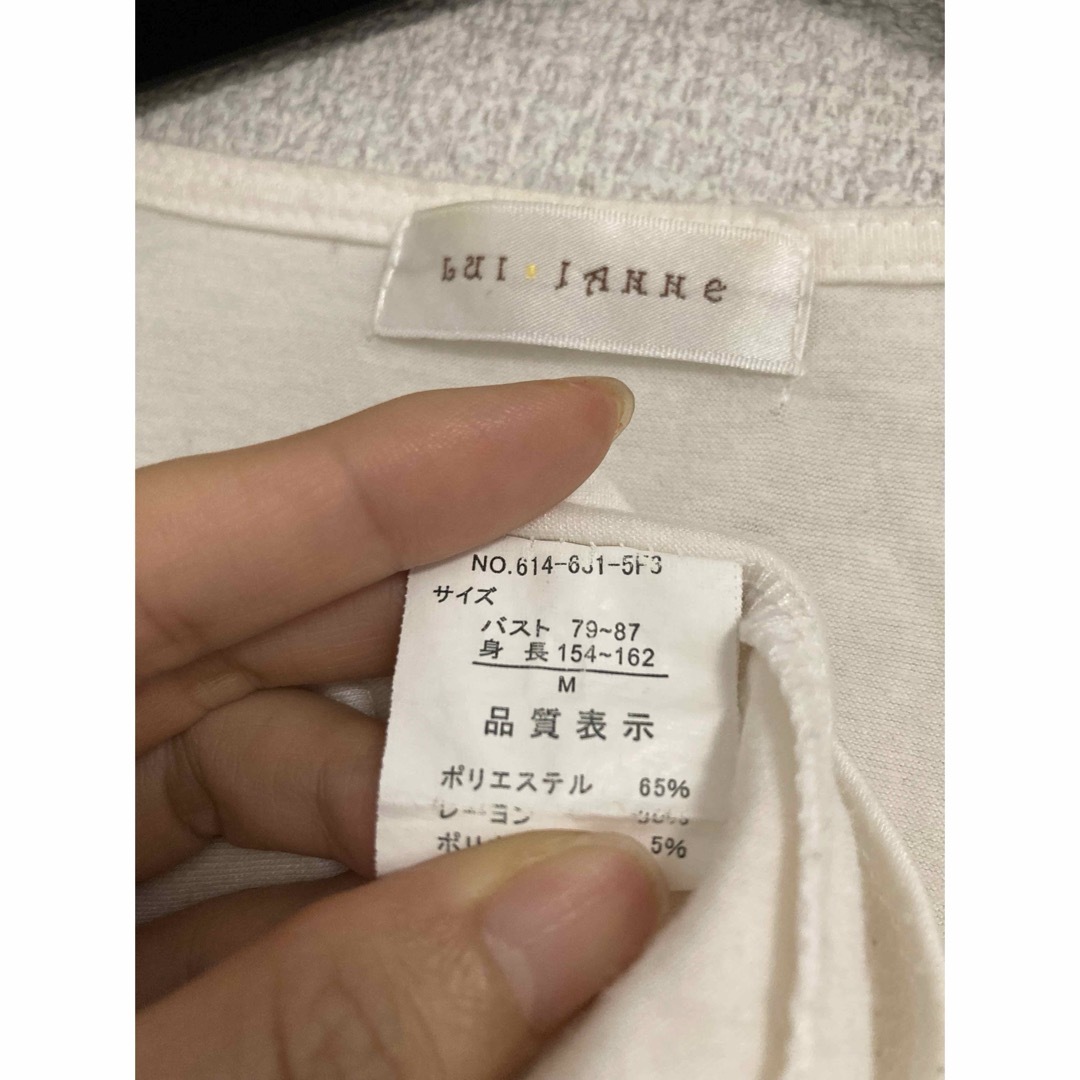 LUI • JANNE
NO.614-6J1-5F3
サイズ
バスト 79~87
身 長 154~162
M
品質表示
ポリエステル 65%
レーヨン
5%